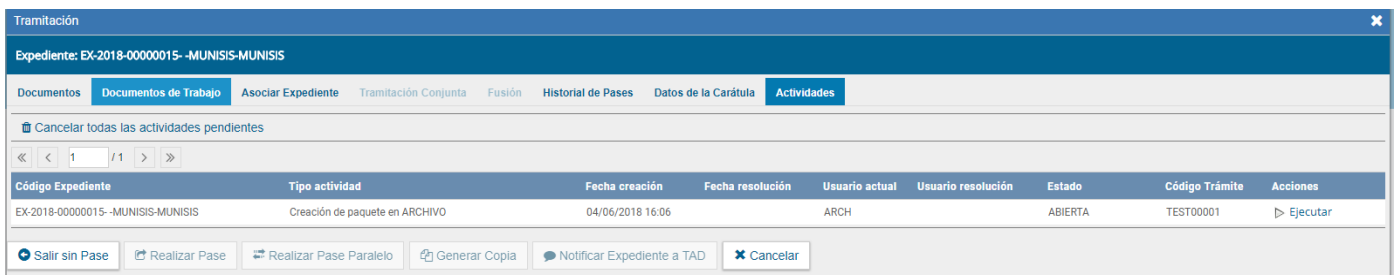 Tramitación
Expediente: EX-2018-00000015- -MUNISIS-MUNISIS
Documentos Documentos de Trabajo Asociar Expediente Tramitación Conjunta Fusión Historial de Pases Datos de la Carátula Actividades
Cancelar todas las actividades pendientes
1 / 1
Código Expediente Tipo actividad Fecha creación Fecha resolución Usuario actual Usuario resolución Estado Código Trámite Acciones
EX-2018-00000015- -MUNISIS-MUNISIS Creación de paquete en ARCHIVO 04/06/2018 16:06 ARCH ABIERTA TEST00001 Ejecutar
Salir sin Pase Realizar Pase Realizar Pase Paralelo Generar Copia Notificar Expediente a TAD Cancelar